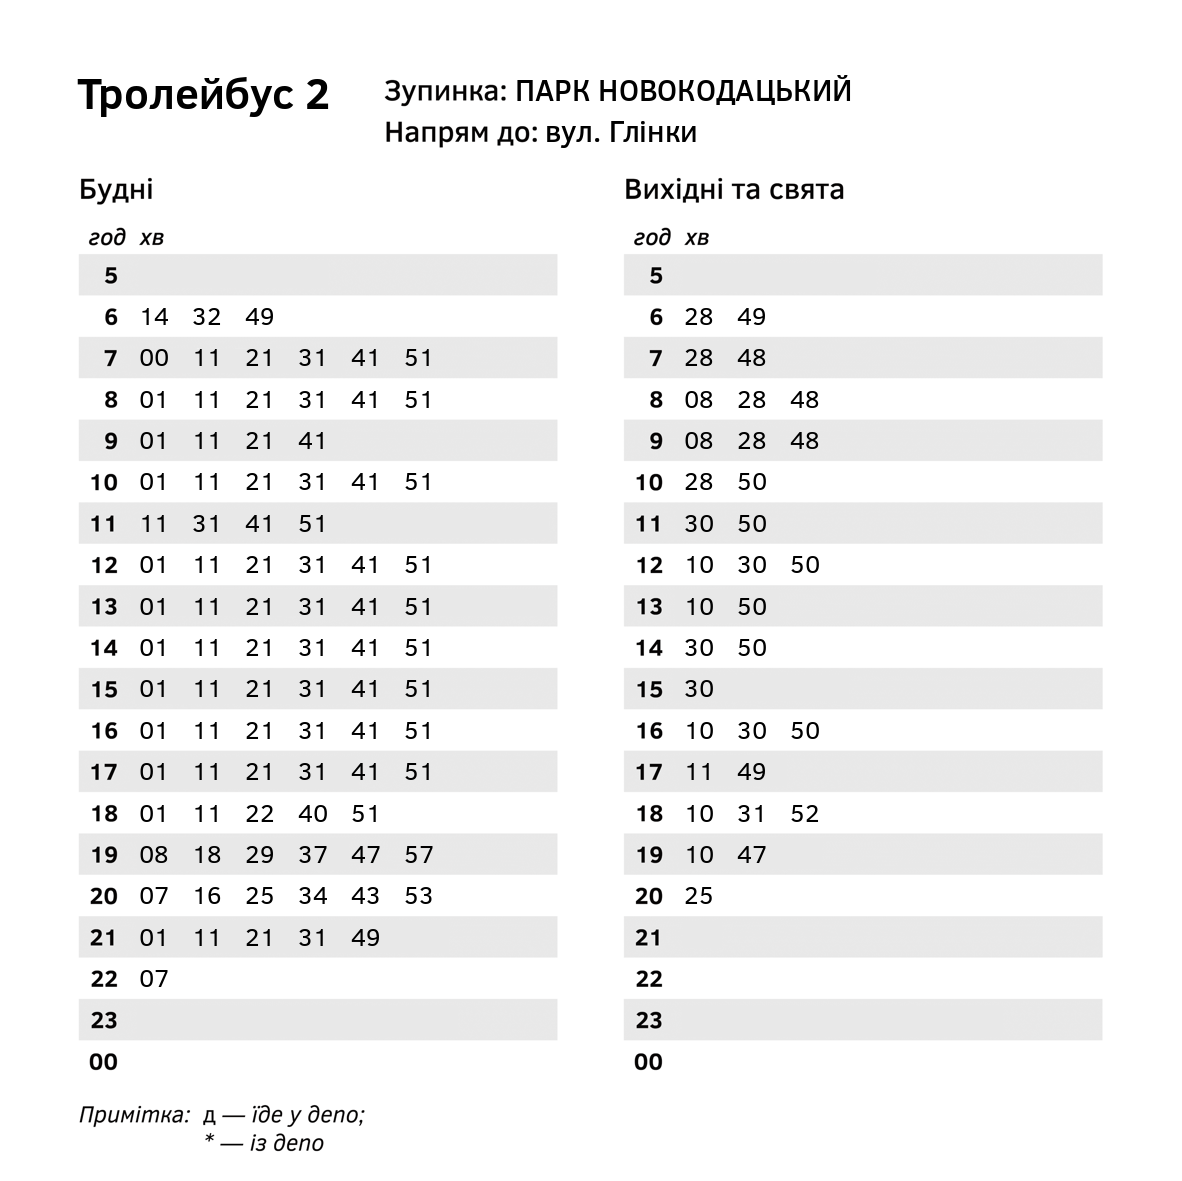 Тролейбус 2
Зупинка: ПАРК НОВОКОДАЦЬКИЙ
Напрям до: вул. Глінки
Будні
год хв
5
6 14 32 49
7 00 11 21 31 41 51
8 01 11 21 31 41 51
9 01 11 21 41
10 01 11 21 31 41 51
11 11 31 41 51
12 01 11 21 31 41 51
13 01 11 21 31 41 51
14 01 11 21 31 41 51
15 01 11 21 31 41 51
16 01 11 21 31 41 51
17 01 11 21 31 41 51
18 01 11 22 40 51
19 08 18 29 37 47 57
20 07 16 25 34 43 53
21 01 11 21 31 49
22 07
23
00
Вихідні та свята
год хв
5
6 28 49
7 28 48
8 08 28 48
9 08 28 48
10 28 50
11 30 50
12 10 30 50
13 10 50
14 30 50
15 30
16 10 30 50
17 11 49
18 10 31 52
19 10 47
20 25
21
22
23
00
Примітка: д — їде у депо;
* — із депо